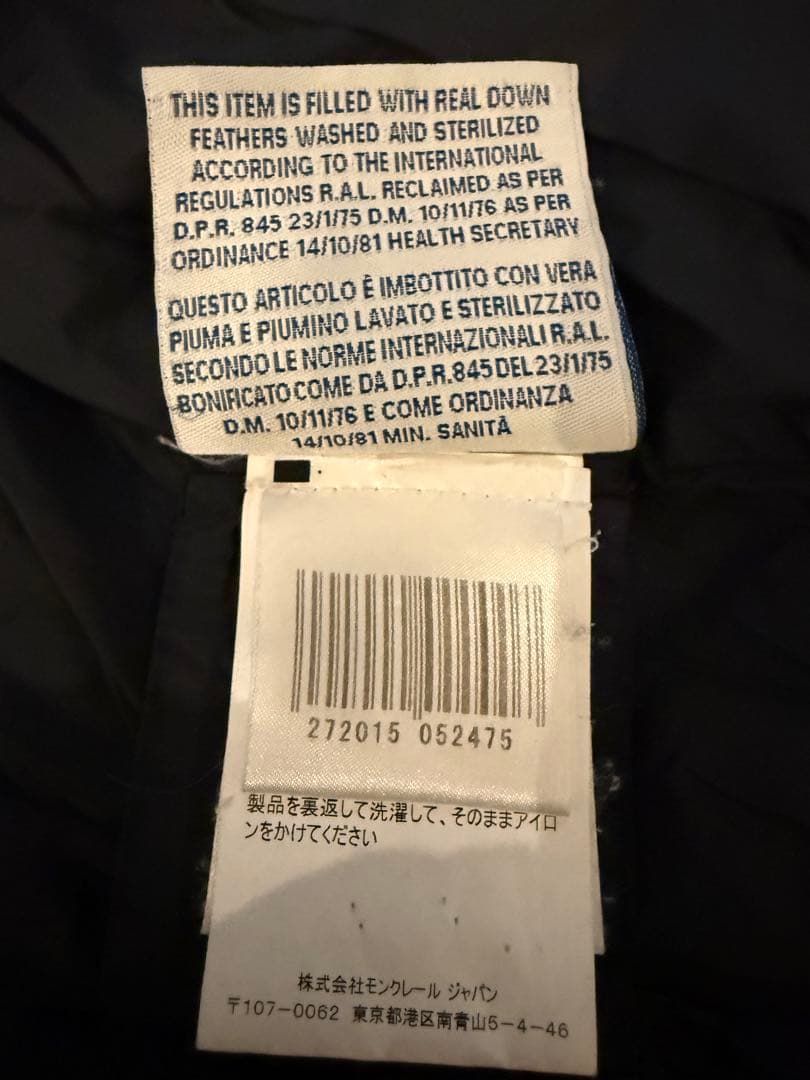 THIS ITEM IS FILLED WITH REAL DOWN
FEATHERS WASHED AND STERILIZED
ACCORDING TO THE INTERNATIONAL
REGULATIONS R.A.L. RECLAIMED AS PER
D.P.R. 845 23/1/75 D.M. 10/11/76 AS PER
ORDINANCE 14/10/81 HEALTH SECRETARY
QUESTO ARTICOLO È IMBOTTITO CON VERA
PIUMA E PIUMINO LAVATO E STERILIZZATO
SECONDO LE NORME INTERNAZIONALI R.A.L.
BONIFICATO COME DA D.P.R. 845 DEL 23/1/75
D.M. 10/11/76 E COME ORDINANZA
14/10/81 MIN. SANITÀ
272015 052475
製品を裏返して洗濯して、そのままアイロ
ンをかけてください
株式会社モンクレール ジャパン
〒107-0062 東京都港区南青山5-4-46